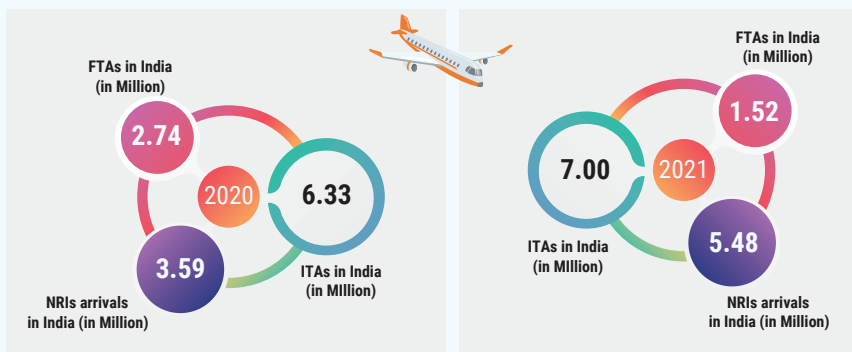 FTAs in India
(in Million)
2.74
2020
6.33
3.59
ITAs in India
(in MIllion)
NRIs arrivals
in India (in Million)
FTAs in India
(in Million)
1.52
7.00
2021
5.48
ITAs in India
(in MIllion)
NRIs arrivals
in India (in Million)